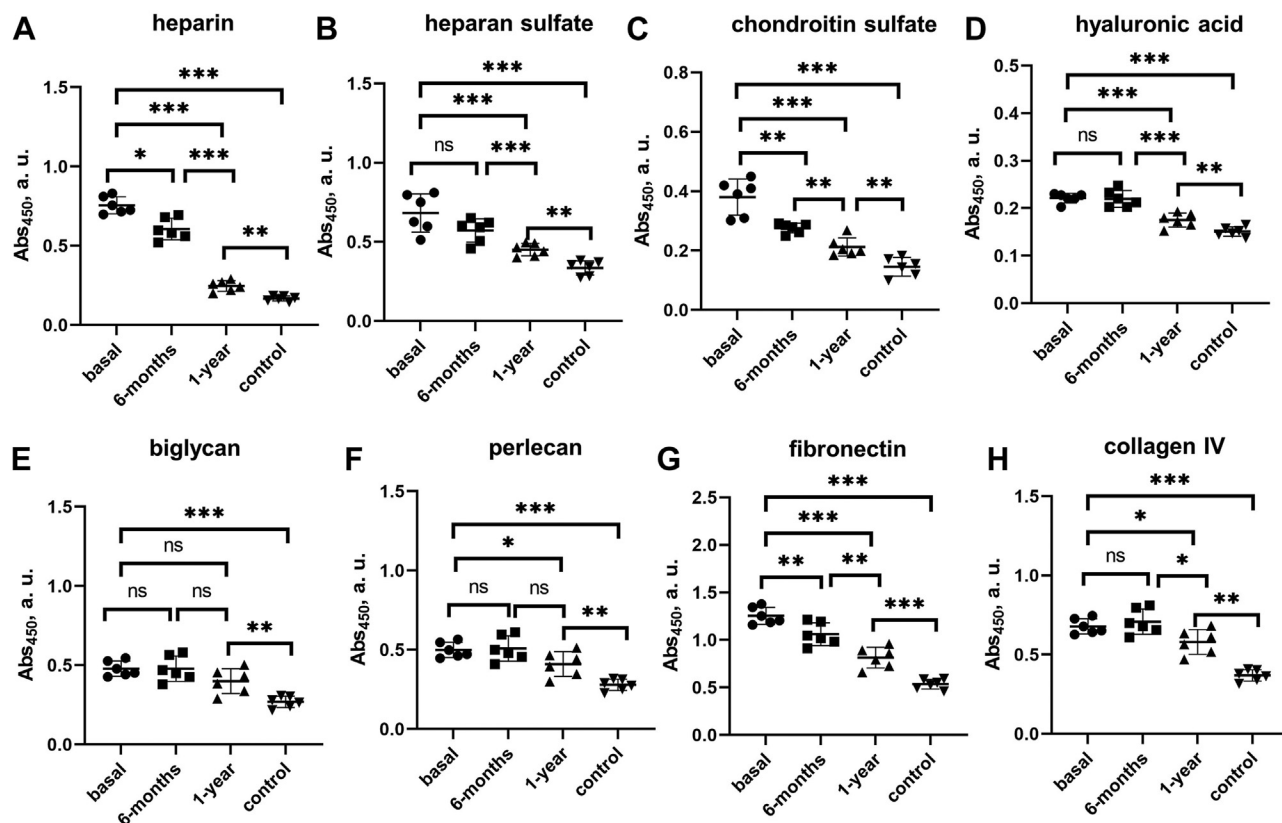 A heparin
Abs450, a. u.
1.5
1.0
0.5
0.0
***
***
* ***
**
basal 6-months 1-year control
B heparan sulfate
Abs450, a. u.
1.5
1.0
0.5
0.0
***
***
ns ***
**
basal 6-months 1-year control
C chondroitin sulfate
Abs450, a. u.
0.8
0.6
0.4
0.2
0.0
***
***
**
** **
basal 6-months 1-year control
D hyaluronic acid
Abs450, a. u.
0.5
0.4
0.3
0.2
0.1
0.0
***
***
ns ***
**
basal 6-months 1-year control
E biglycan
Abs450, a. u.
1.5
1.0
0.5
0.0
***
ns
ns ns
**
basal 6-months 1-year control
F perlecan
Abs450, a. u.
1.5
1.0
0.5
0.0
***
*
ns ns
**
basal 6-months 1-year control
G fibronectin
Abs450, a. u.
2.5
2.0
1.5
1.0
0.5
0.0
***
***
** **
***
basal 6-months 1-year control
H collagen IV
Abs450, a. u.
1.5
1.0
0.5
0.0
***
*
ns *
**
basal 6-months 1-year control